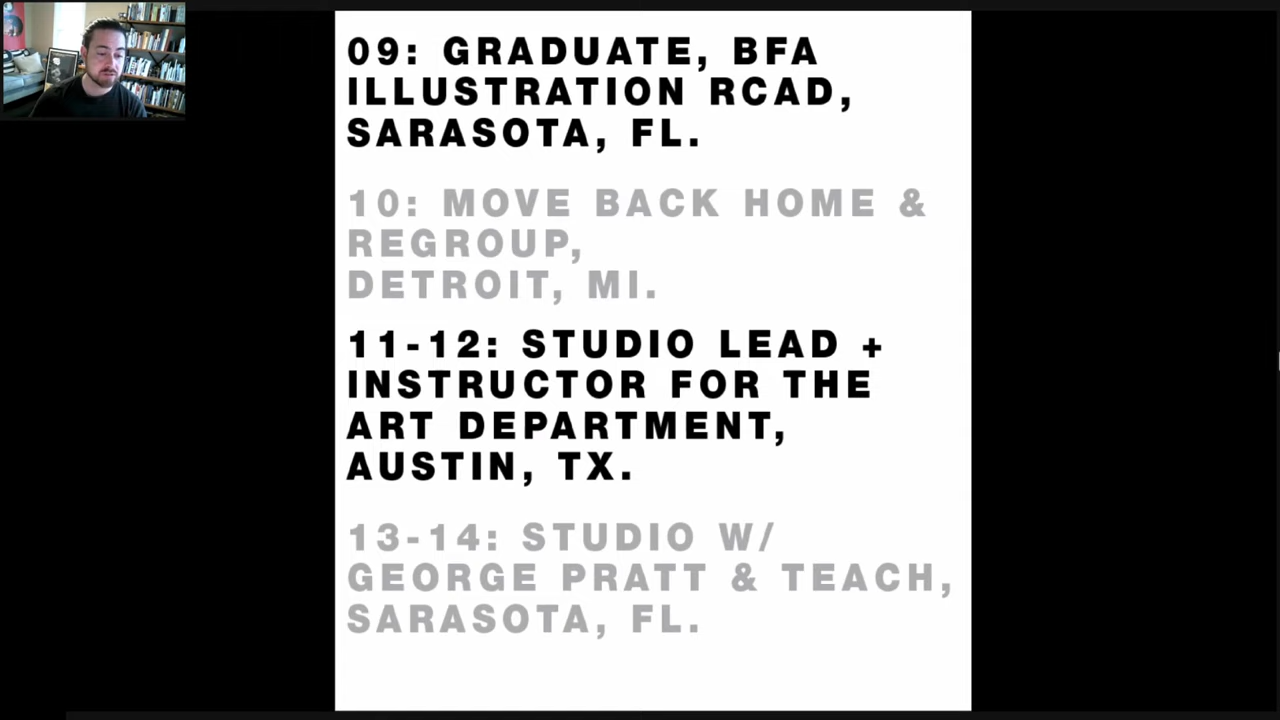 09: GRADUATE, BFA
ILLUSTRATION RCAD,
SARASOTA, FL.
10: MOVE BACK HOME &
REGROUP,
DETROIT, MI.
11-12: STUDIO LEAD +
INSTRUCTOR FOR THE
ART DEPARTMENT,
AUSTIN, TX.
13-14: STUDIO W/
GEORGE PRATT & TEACH,
SARASOTA, FL.